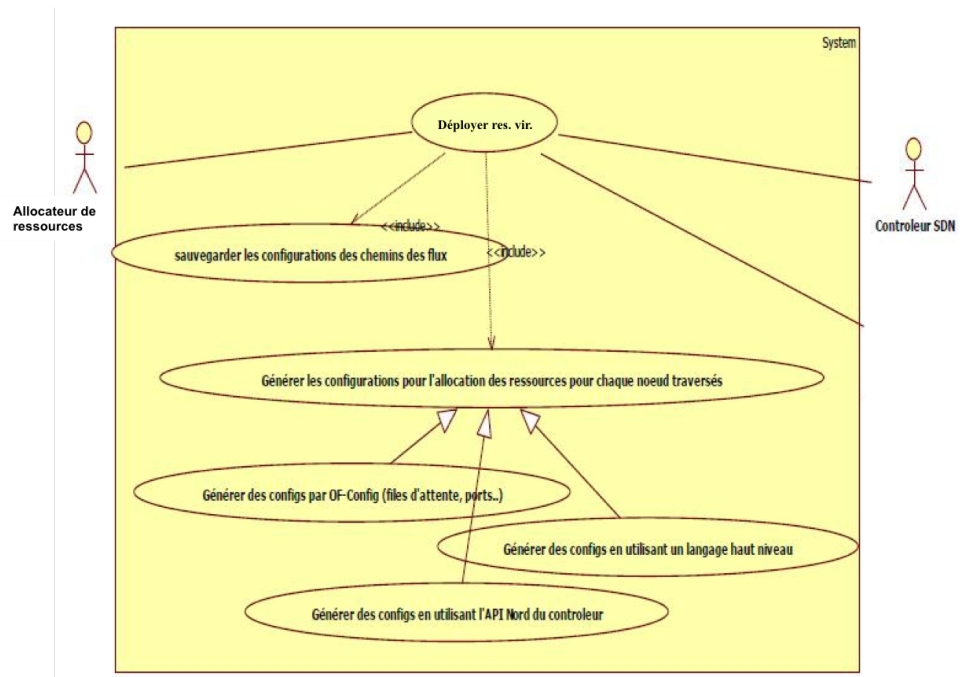 System
Déployer res. vir.
Allocateur de
ressources
Controleur SDN
<<include>>
sauvegarder les configurations des chemins des flux
<<include>>
Générer les configurations pour l'allocation des ressources pour chaque noeud traversés
Générer des configs par OF-Config (files d'attente, ports..)
Générer des configs en utilisant un langage haut niveau
Générer des configs en utilisant l'API Nord du controleur